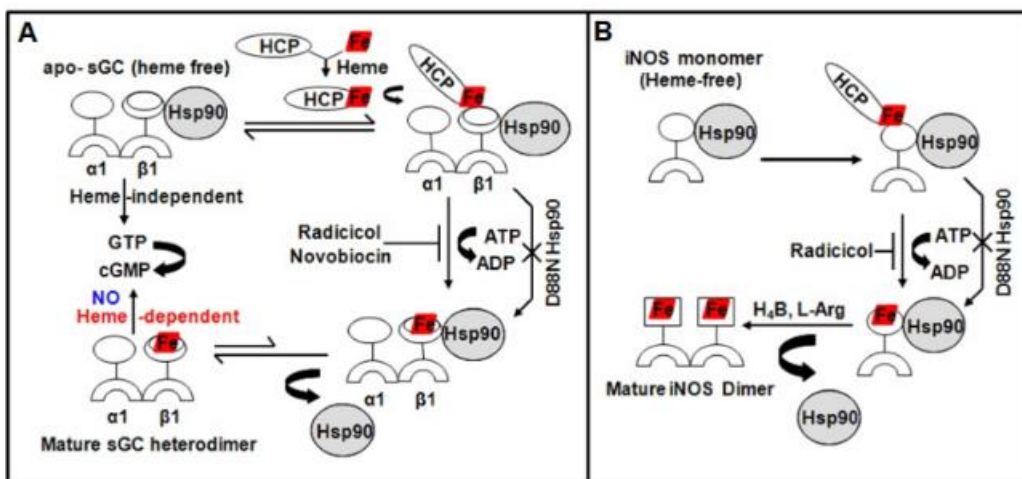 A
apo- sGC (heme free)
HCP
Fe
Heme
HCP Fe
Hsp90
α1 β1
HCP
Fe
Hsp90
α1 β1
Heme-independent
GTP
cGMP
NO
Heme -dependent
Radicicol
Novobiocin
ATP
ADP
D88N Hsp90
Fe
α1 β1
Mature sGC heterodimer
Fe
Hsp90
α1 β1
Hsp90
B
iNOS monomer
(Heme-free)
Hsp90
HCP
Fe
Hsp90
Radicicol
ATP
ADP
D88N Hsp90
Fe Fe
H₄B, L-Arg
Fe
Hsp90
Mature iNOS Dimer
Hsp90